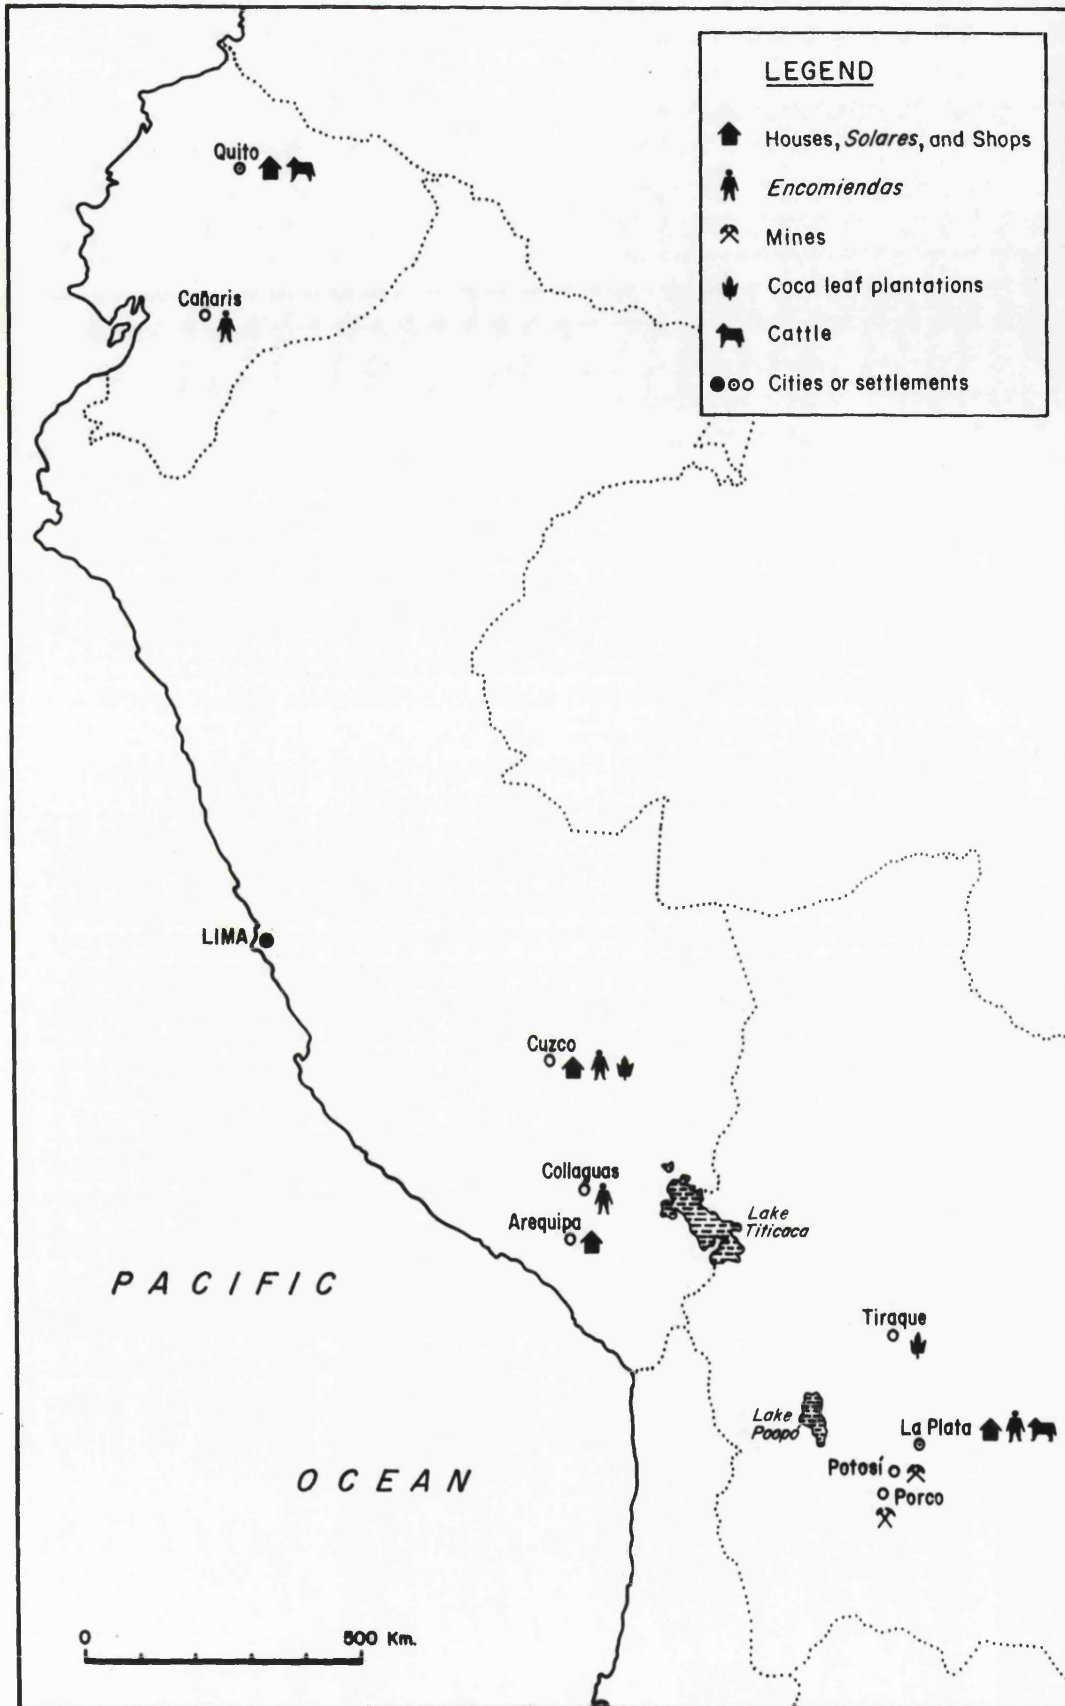 LEGEND
Houses, Solares, and Shops
Encomiendas
Mines
Coca leaf plantations
Cattle
Cities or settlements
Quito
Cañaris
LIMA
Cuzco
Collaguas
Arequipa
Lake
Titicaca
PACIFIC
Tiraque
Lake
Poopó
La Plata
Potosí
OCEAN
Porco
0 500 Km.